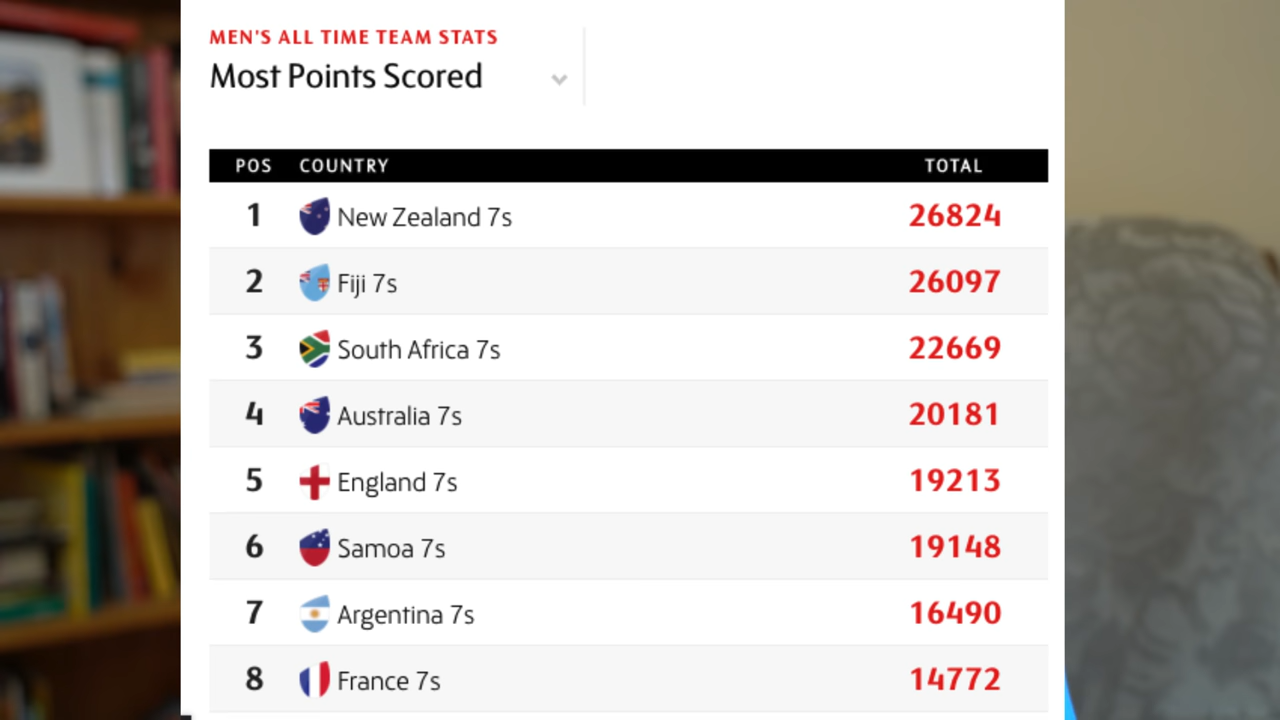 MEN'S ALL TIME TEAM STATS
Most Points Scored
POS COUNTRY TOTAL
1 New Zealand 7s 26824
2 Fiji 7s 26097
3 South Africa 7s 22669
4 Australia 7s 20181
5 England 7s 19213
6 Samoa 7s 19148
7 Argentina 7s 16490
8 France 7s 14772